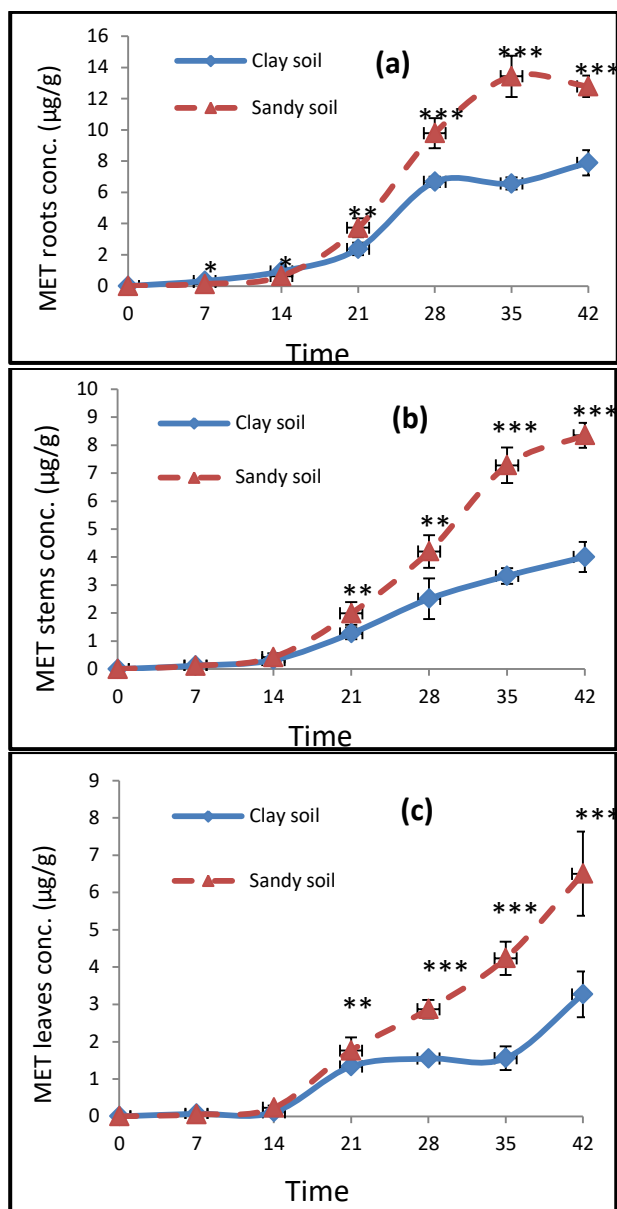 16
14
12
10
8
6
4
2
0
MET roots conc. (µg/g)
Clay soil
Sandy soil
(a)
*
*
**
***
***
***
0 7 14 21 28 35 42
Time
10
9
8
7
6
5
4
3
2
1
0
MET stems conc. (µg/g)
Clay soil
Sandy soil
(b)
**
**
***
***
0 7 14 21 28 35 42
Time
9
8
7
6
5
4
3
2
1
0
MET leaves conc. (µg/g)
Clay soil
Sandy soil
(c)
**
***
***
***
0 7 14 21 28 35 42
Time